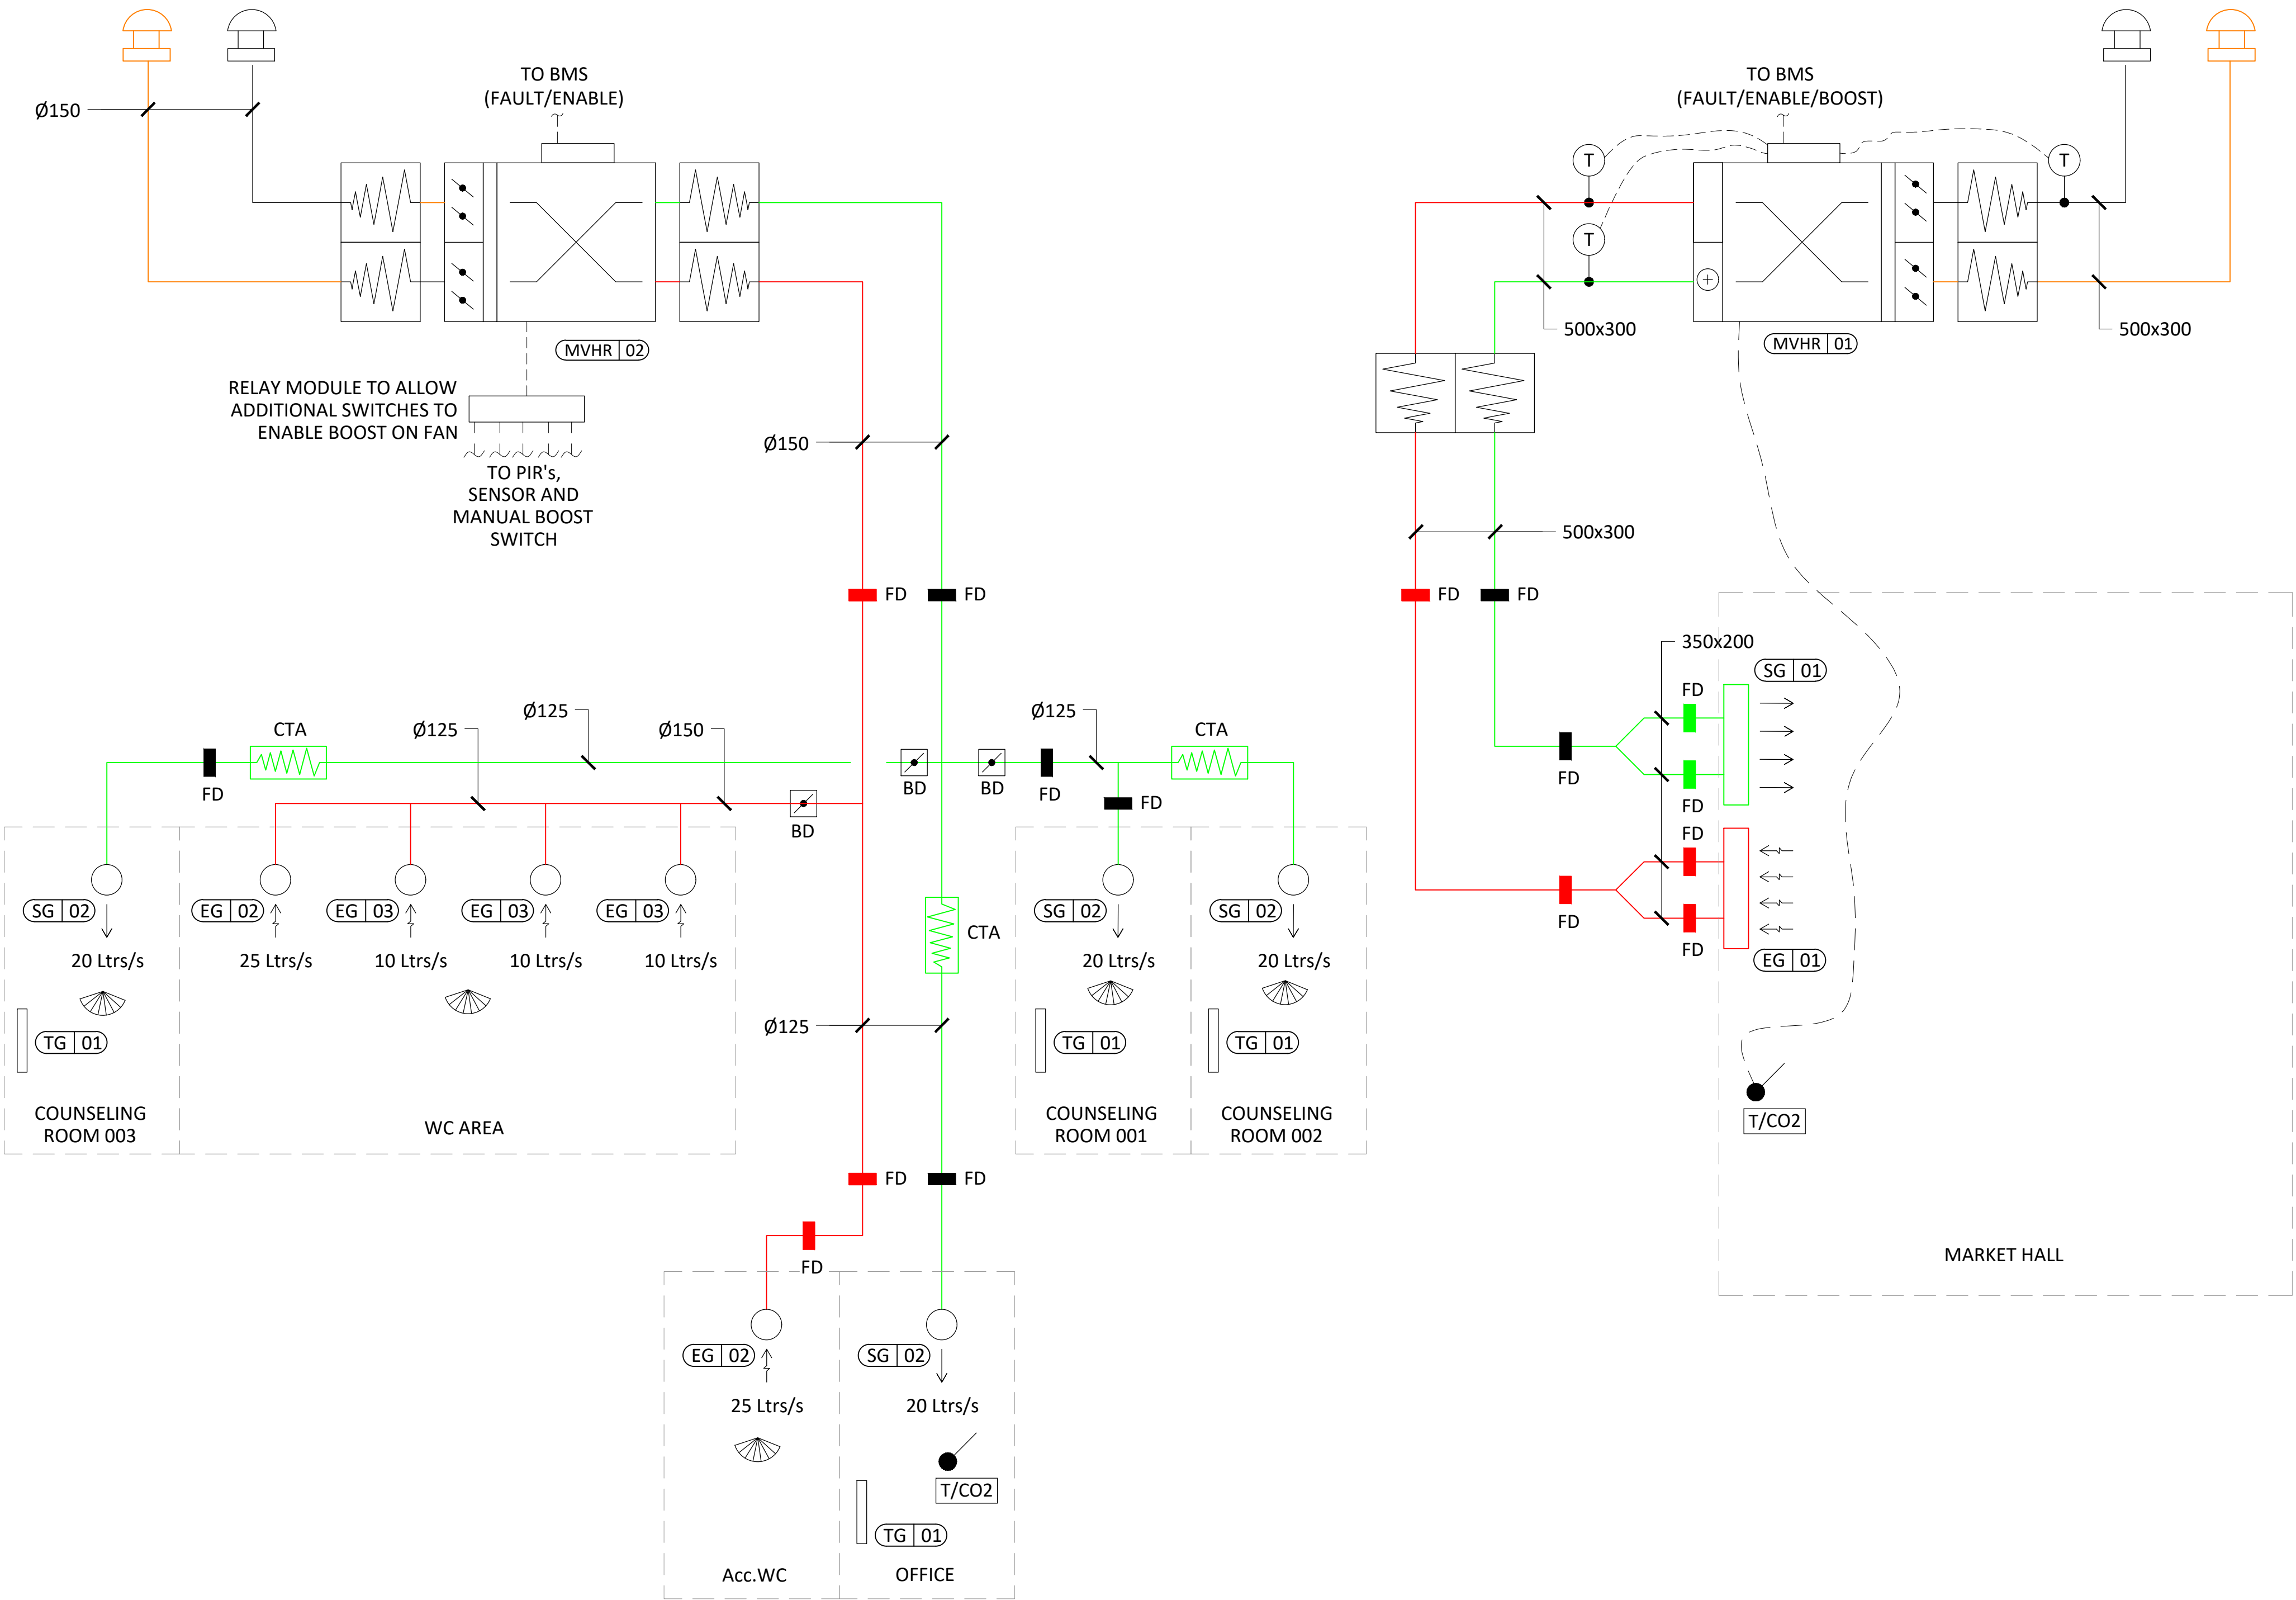 TO BMS
(FAULT/ENABLE)
TO BMS
(FAULT/ENABLE/BOOST)
Ø150
T
T
T
MVHR 02
MVHR 01
500x300
500x300
RELAY MODULE TO ALLOW
ADDITIONAL SWITCHES TO
ENABLE BOOST ON FAN
TO PIR's,
SENSOR AND
MANUAL BOOST
SWITCH
Ø150
500x300
FD
FD
FD
FD
350x200
SG 01
FD
FD
FD
FD
FD
FD
FD
EG 01
CTA
Ø125
Ø125
Ø150
Ø125
CTA
FD
BD
BD
BD
FD
FD
SG 02
EG 02
EG 03
EG 03
EG 03
CTA
SG 02
SG 02
20 Ltrs/s
25 Ltrs/s
10 Ltrs/s
10 Ltrs/s
10 Ltrs/s
20 Ltrs/s
20 Ltrs/s
TG 01
Ø125
TG 01
TG 01
COUNSELING
ROOM 003
WC AREA
COUNSELING
ROOM 001
COUNSELING
ROOM 002
T/CO2
MARKET HALL
FD
FD
FD
EG 02
SG 02
25 Ltrs/s
20 Ltrs/s
T/CO2
TG 01
Acc.WC
OFFICE